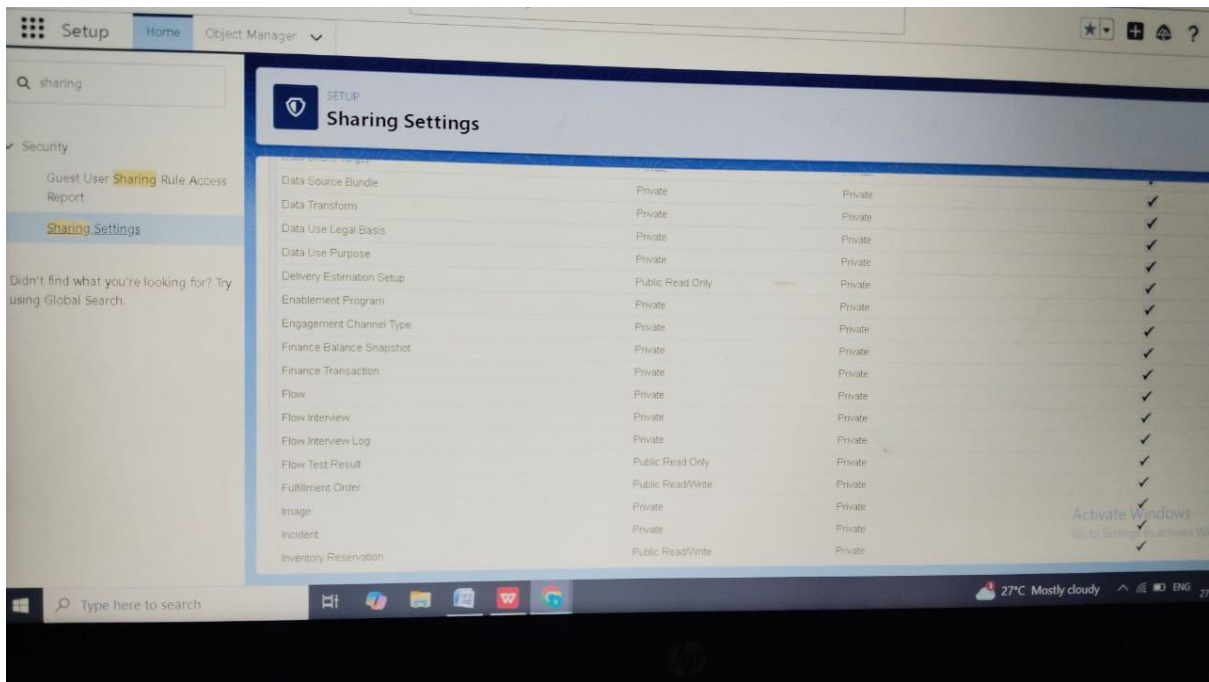 Setup Home Object Manager
sharing
SETUP
Sharing Settings
Security
Guest User Sharing Rule Access
Report
Sharing Settings
Didn't find what you're looking for? Try
using Global Search.
Data Source Bundle Private Private
Data Transform Private Private
Data Use Legal Basis Private Private
Data Use Purpose Private Private
Delivery Estimation Setup Public Read Only Private
Enablement Program Private Private
Engagement Channel Type Private Private
Finance Balance Snapshot Private Private
Finance Transaction Private Private
Flow Private Private
Flow Interview Private Private
Flow Interview Log Private Private
Flow Test Result Public Read Only Private
Fulfillment Order Public Read/Write Private
Image Private Private
Incident Private Private
Inventory Reservation Public Read/Write Private
Activate Windows
Go to Settings to activate
Type here to search
27°C Mostly cloudy ENG
hp